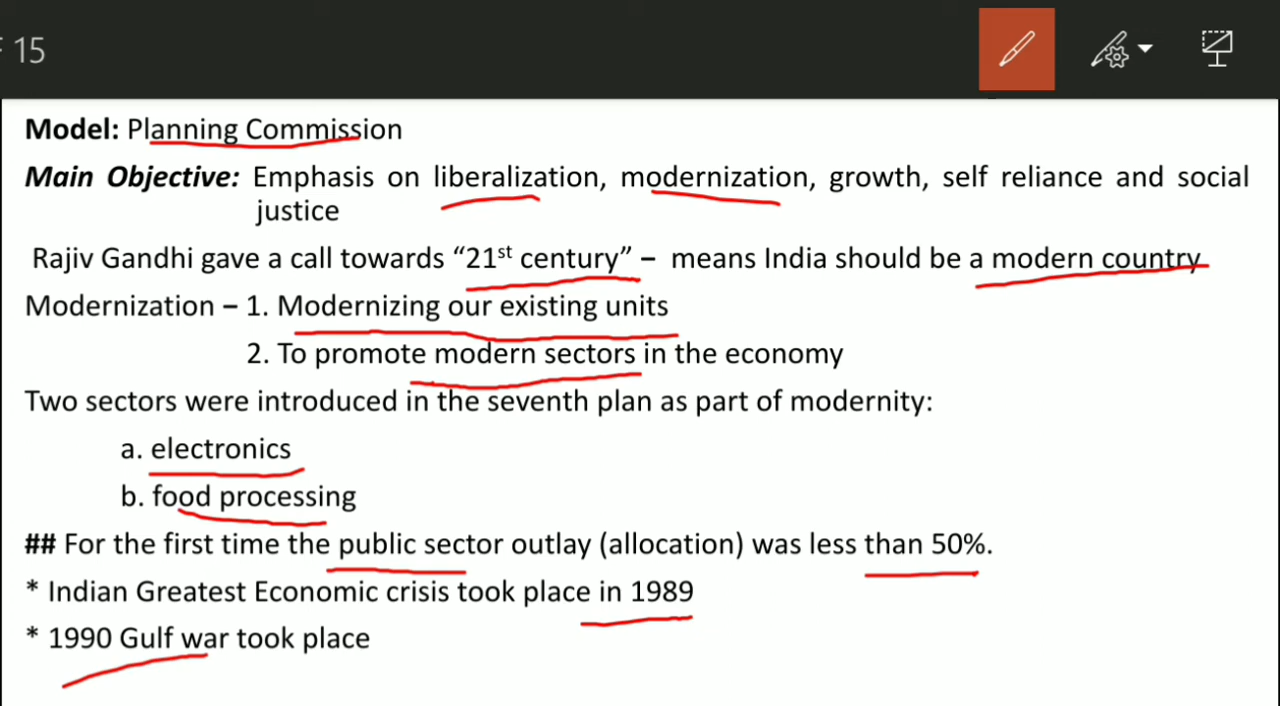 15
Model: Planning Commission
Main Objective: Emphasis on liberalization, modernization, growth, self reliance and social
justice
Rajiv Gandhi gave a call towards “21st century” – means India should be a modern country
Modernization – 1. Modernizing our existing units
2. To promote modern sectors in the economy
Two sectors were introduced in the seventh plan as part of modernity:
a. electronics
b. food processing
## For the first time the public sector outlay (allocation) was less than 50%.
* Indian Greatest Economic crisis took place in 1989
* 1990 Gulf war took place